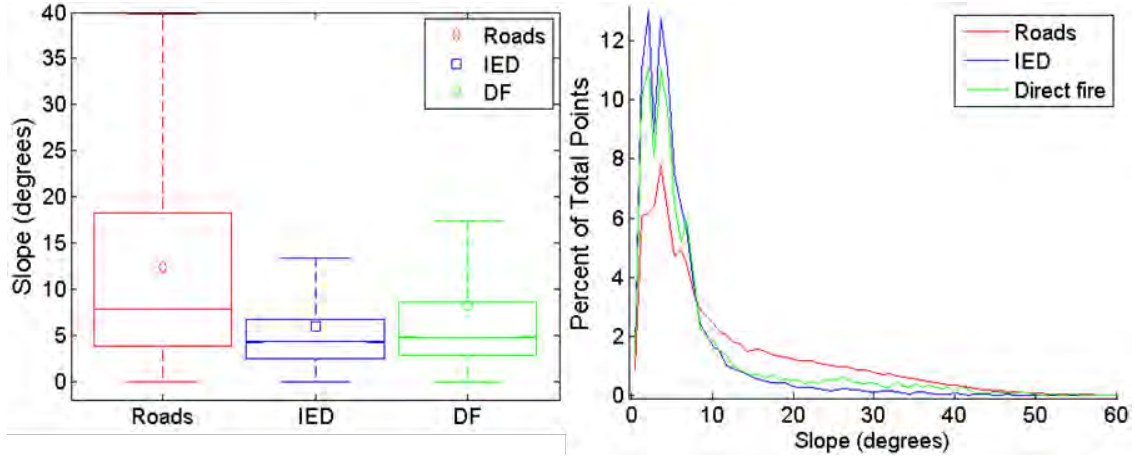 40
35
30
25
20
15
10
5
0
Slope (degrees)
Roads
IED
DF
Roads IED DF
12
10
8
6
4
2
0
Percent of Total Points
Roads
IED
Direct fire
0 10 20 30 40 50 60
Slope (degrees)